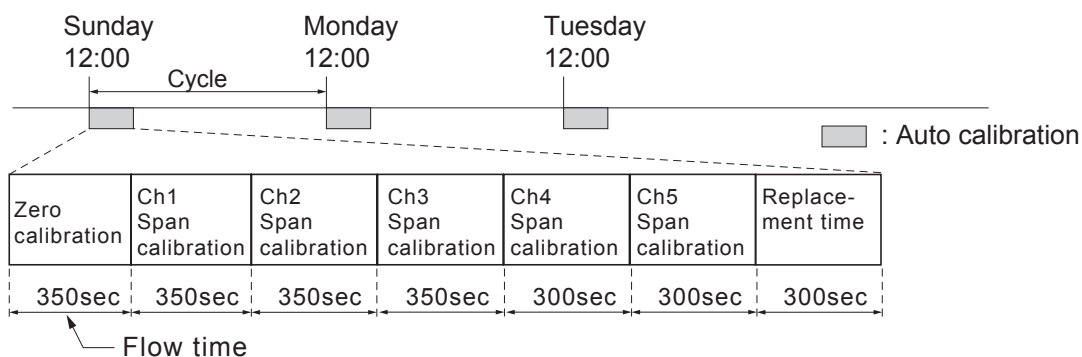 Sunday
12:00
Monday
12:00
Tuesday
12:00
Cycle
: Auto calibration
Zero
calibration
Ch1
Span
calibration
Ch2
Span
calibration
Ch3
Span
calibration
Ch4
Span
calibration
Ch5
Span
calibration
Replace-
ment time
350sec
350sec
350sec
350sec
300sec
300sec
300sec
Flow time